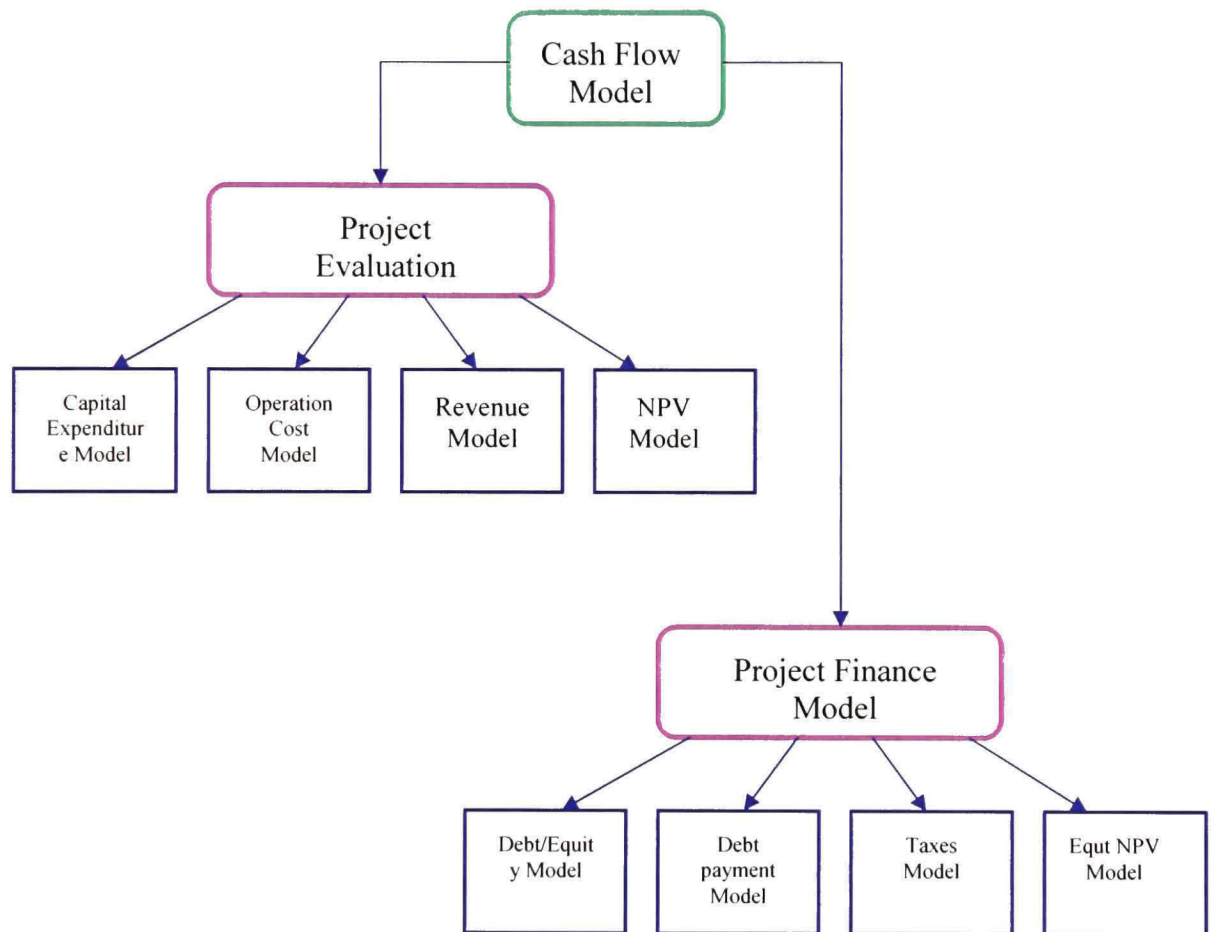 Cash Flow
Model
Project
Evaluation
Capital
Expenditur
e Model
Operation
Cost
Model
Revenue
Model
NPV
Model
Project Finance
Model
Debt/Equit
y Model
Debt
payment
Model
Taxes
Model
Equt NPV
Model